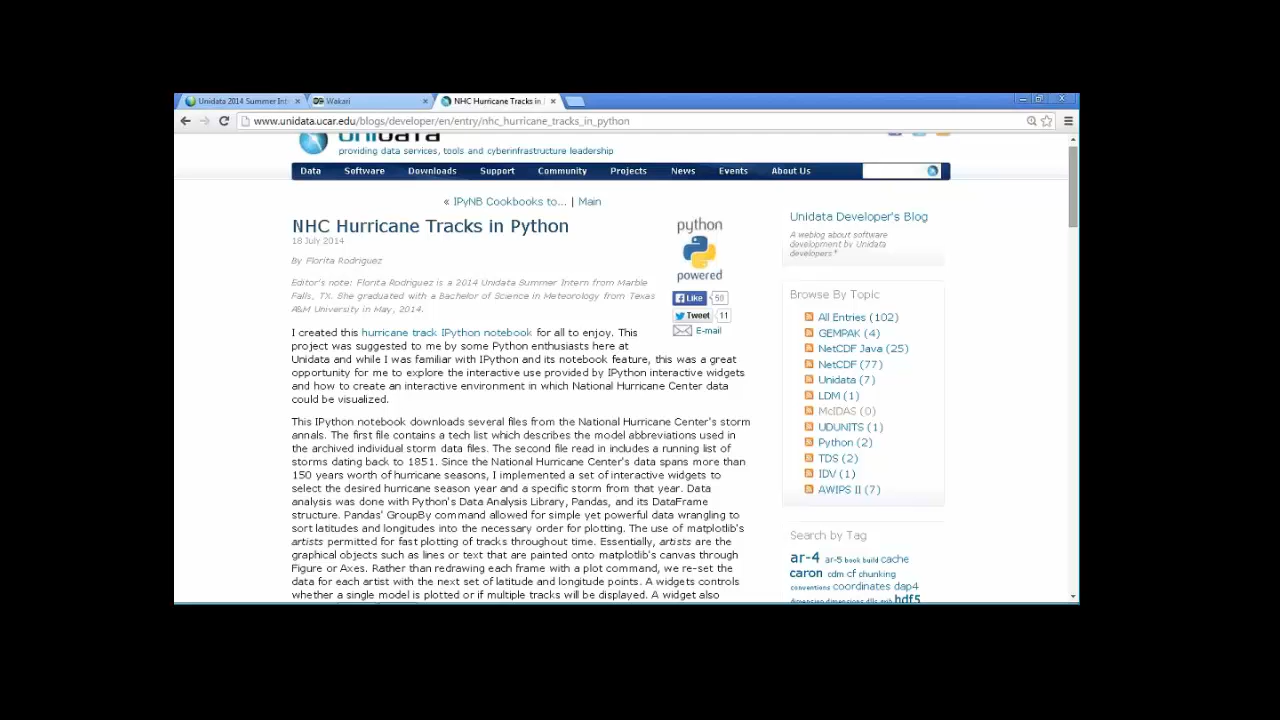 Unidata 2014 Summer Int
Wakari
NHC Hurricane Tracks in
www.unidata.ucar.edu/blogs/developer/en/entry/nhc_hurricane_tracks_in_python
unidata
providing data services, tools and cyberinfrastructure leadership
Data Software Downloads Support Community Projects News Events About Us
« IPyNB Cookbooks to... | Main
NHC Hurricane Tracks in Python
18 July 2014
By Florita Rodriguez
Editor's note: Florita Rodriguez is a 2014 Unidata Summer Intern from Marble
Falls, TX. She graduated with a Bachelor of Science in Meteorology from Texas
A&M University in May, 2014.
python
powered
Like 50
Tweet 11
E-mail
I created this hurricane track IPython notebook for all to enjoy. This
project was suggested to me by some Python enthusiasts here at
Unidata and while I was familiar with IPython and its notebook feature, this was a great
opportunity for me to explore the interactive use provided by IPython interactive widgets
and how to create an interactive environment in which National Hurricane Center data
could be visualized.
This IPython notebook downloads several files from the National Hurricane Center's storm
annals. The first file contains a tech list which describes the model abbreviations used in
the archived individual storm data files. The second file read in includes a running list of
storms dating back to 1851. Since the National Hurricane Center's data spans more than
150 years worth of hurricane seasons, I implemented a set of interactive widgets to
select the desired hurricane season year and a specific storm from that year. Data
analysis was done with Python's Data Analysis Library, Pandas, and its DataFrame
structure. Pandas' GroupBy command allowed for simple yet powerful data wrangling to
sort latitudes and longitudes into the necessary order for plotting. The use of matplotlib's
artists permitted for fast plotting of tracks throughout time. Essentially, artists are the
graphical objects such as lines or text that are painted onto matplotlib's canvas through
Figure or Axes. Rather than redrawing each frame with a plot command, we re-set the
data for each artist with the next set of latitude and longitude points. A widgets controls
whether a single model is plotted or if multiple tracks will be displayed. A widget also
Unidata Developer's Blog
A weblog about software
development by Unidata
developers*
Browse By Topic
All Entries (102)
GEMPAK (4)
NetCDF Java (25)
NetCDF (77)
Unidata (7)
LDM (1)
McIDAS (0)
UDUNITS (1)
Python (2)
TDS (2)
IDV (1)
AWIPS II (7)
Search by Tag
ar-4 ar-5 book build cache
caron cdm cf chunking
conventions coordinates dap4
dimension dimensions dlls hdf5